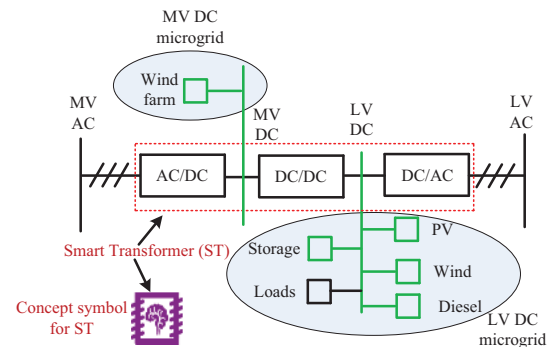 MV DC
microgrid
Wind
farm
MV
AC
MV
DC
LV
DC
LV
AC
AC/DC
DC/DC
DC/AC
Smart Transformer (ST)
Concept symbol
for ST
Storage
Loads
PV
Wind
Diesel
LV DC
microgrid